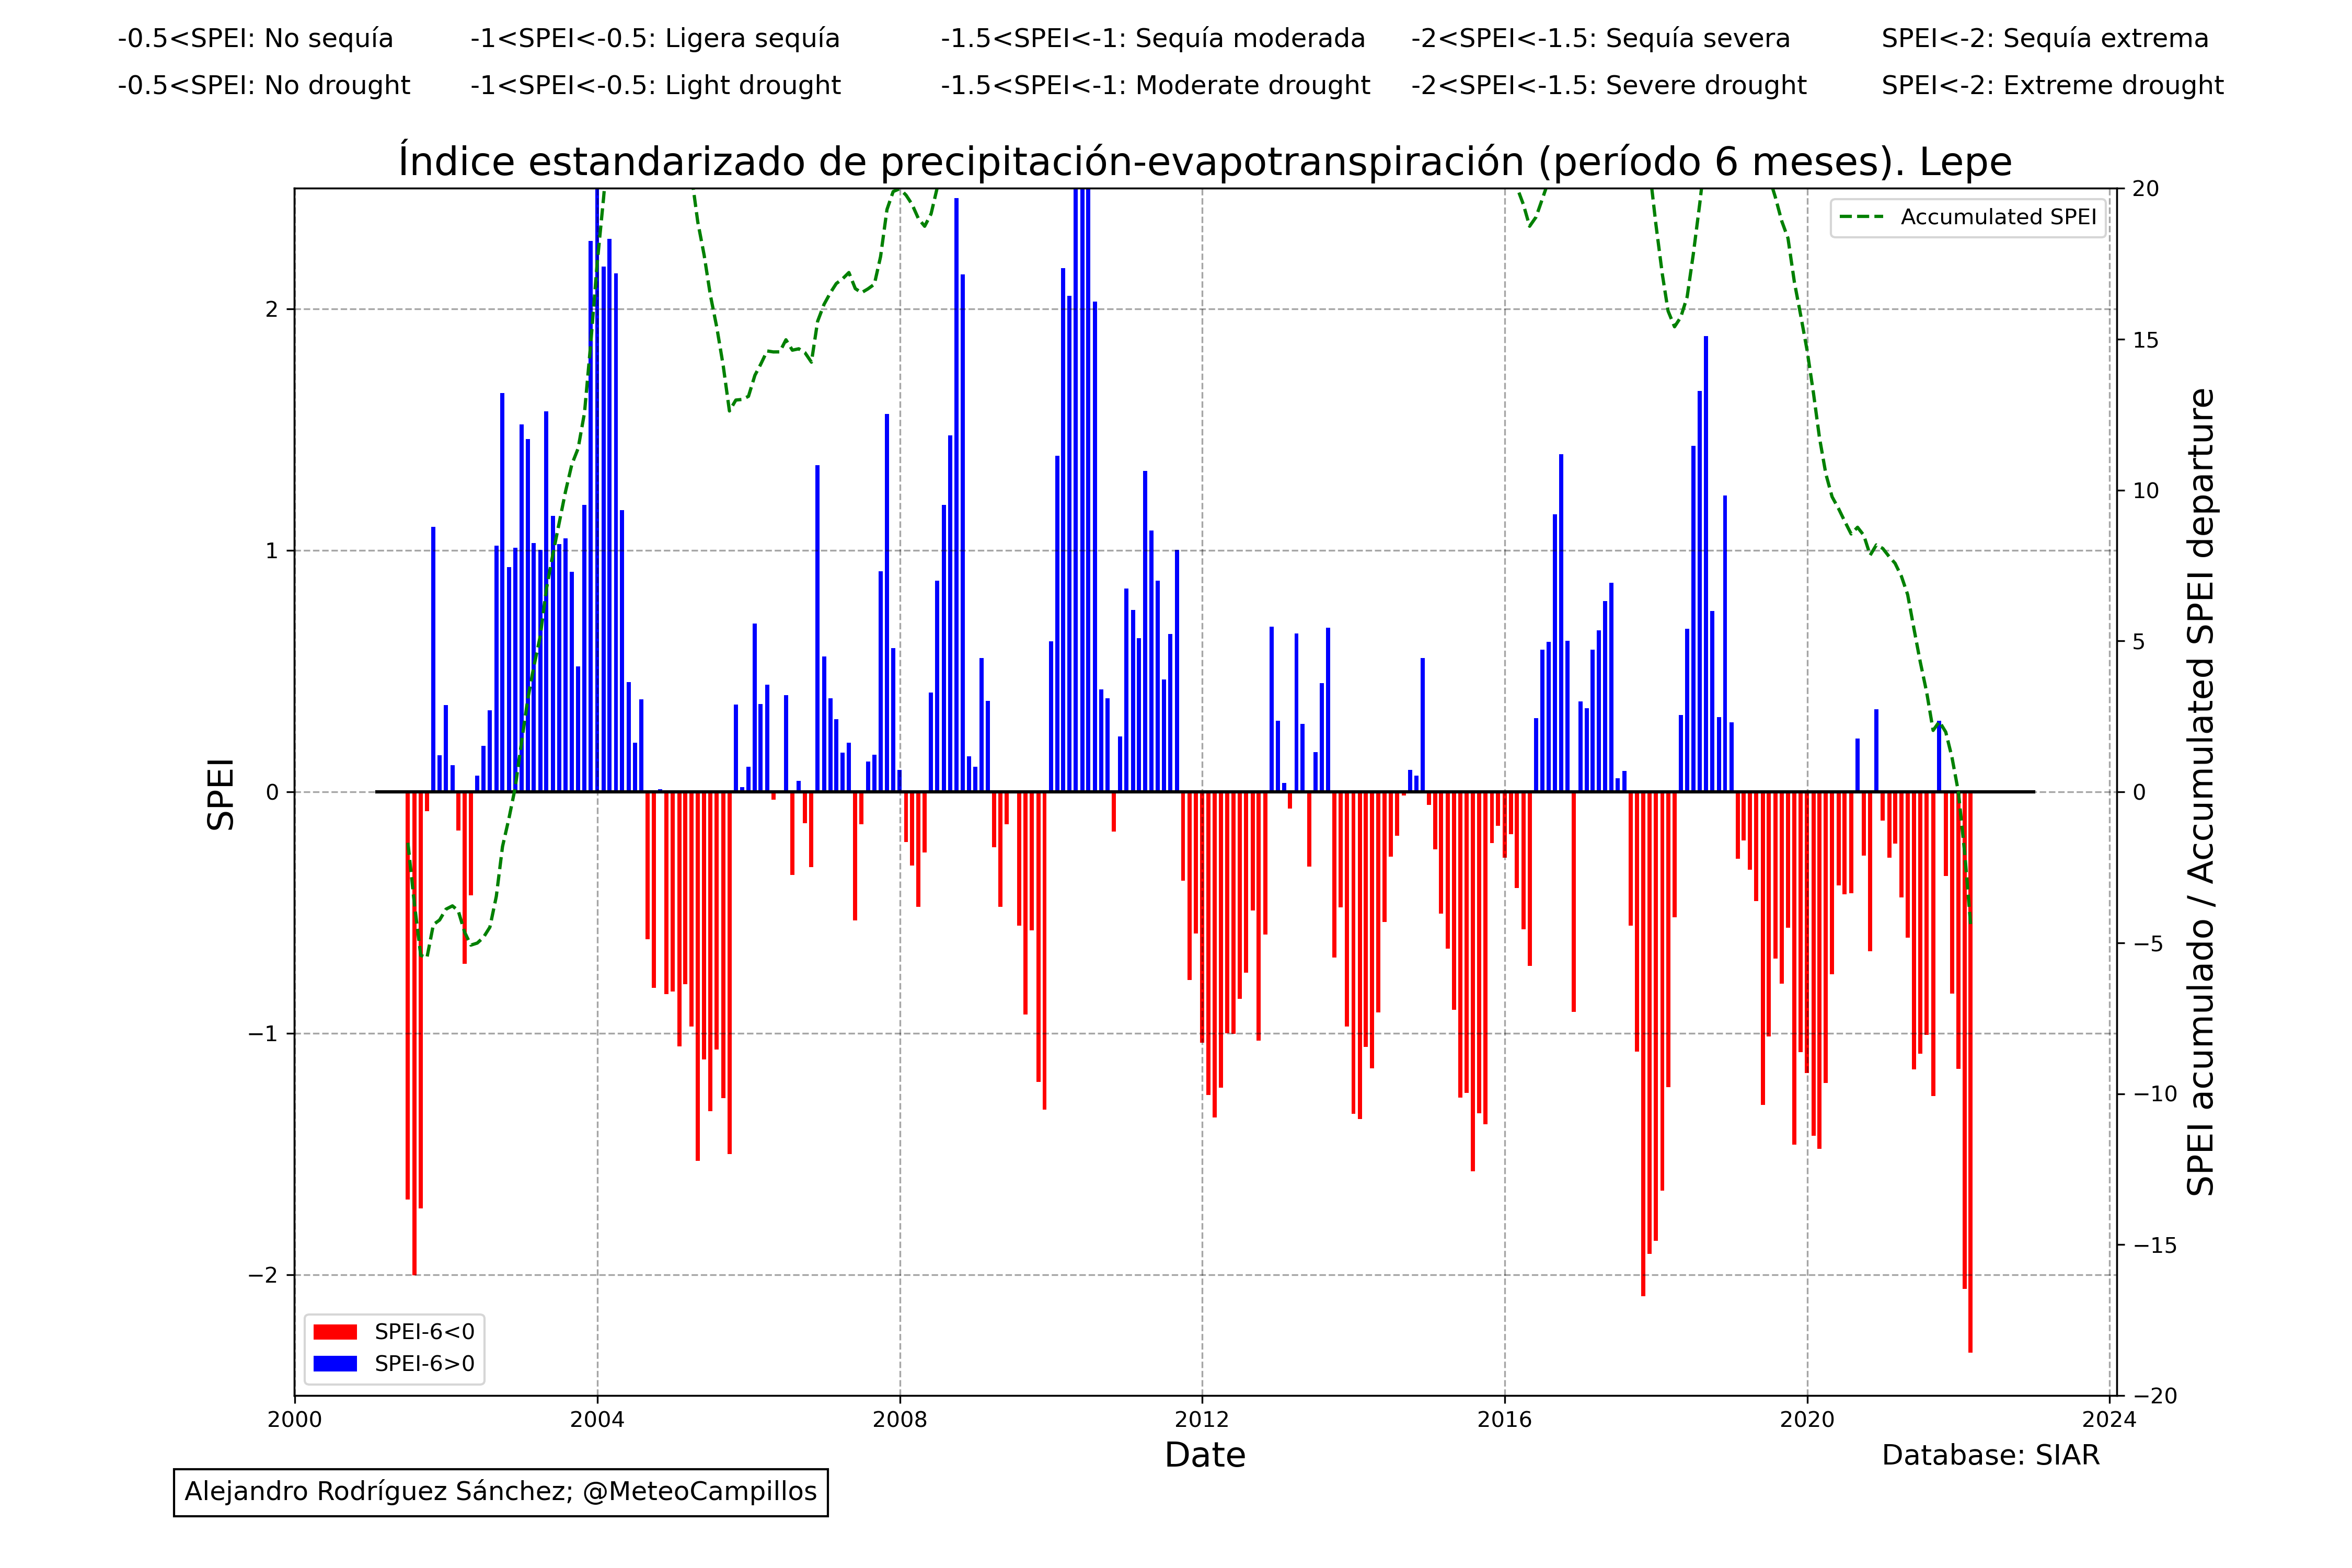 -0.5<SPEI: No sequía -1<SPEI<-0.5: Ligera sequía -1.5<SPEI<-1: Sequía moderada -2<SPEI<-1.5: Sequía severa SPEI<-2: Sequía extrema
-0.5<SPEI: No drought -1<SPEI<-0.5: Light drought -1.5<SPEI<-1: Moderate drought -2<SPEI<-1.5: Severe drought SPEI<-2: Extreme drought
Índice estandarizado de precipitación-evapotranspiración (período 6 meses). Lepe
Accumulated SPEI
SPEI
2
1
0
−1
−2
20
15
10
5
0
−5
−10
−15
−20
SPEI acumulado / Accumulated SPEI departure
SPEI-6<0
SPEI-6>0
2000 2004 2008 2012 2016 2020 2024
Date
Database: SIAR
Alejandro Rodríguez Sánchez; @MeteoCampillos